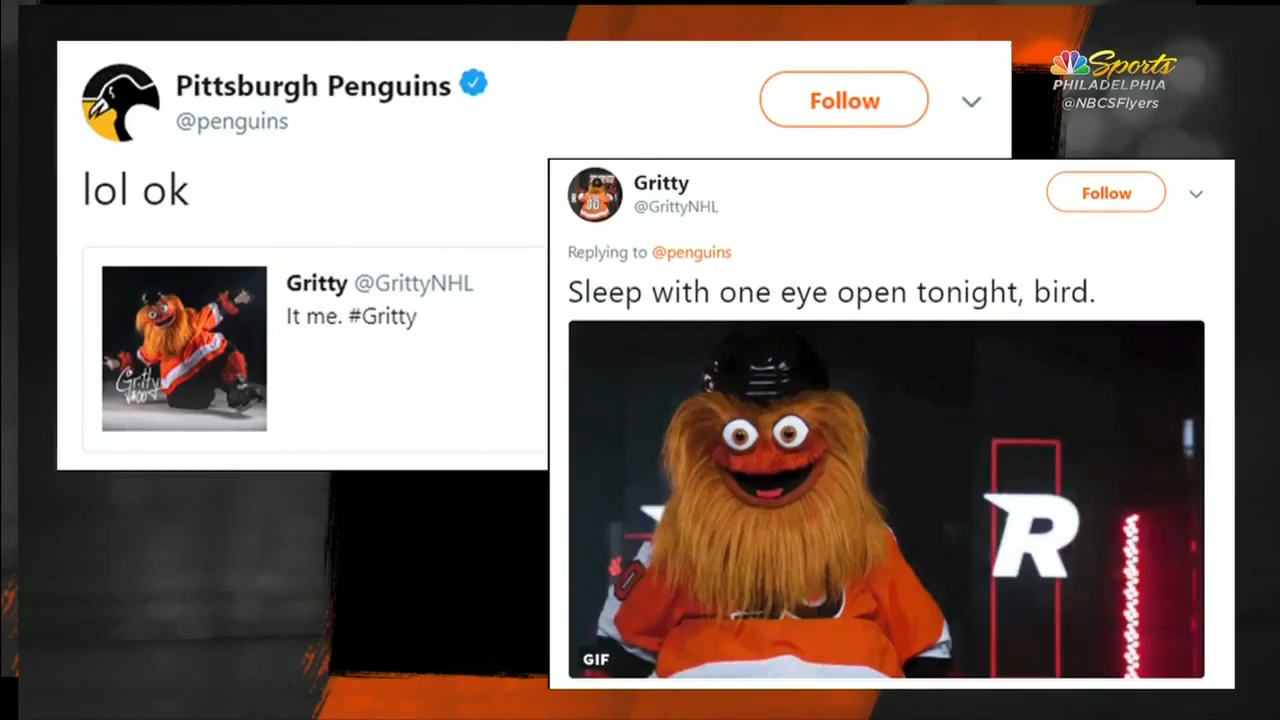 Pittsburgh Penguins
@penguins
Follow
lol ok
Gritty @GrittyNHL
It me. #Gritty
Gritty
Sports
PHILADELPHIA
@NBCSFlyers
Gritty
@GrittyNHL
Follow
Replying to @penguins
Sleep with one eye open tonight, bird.
R
GIF